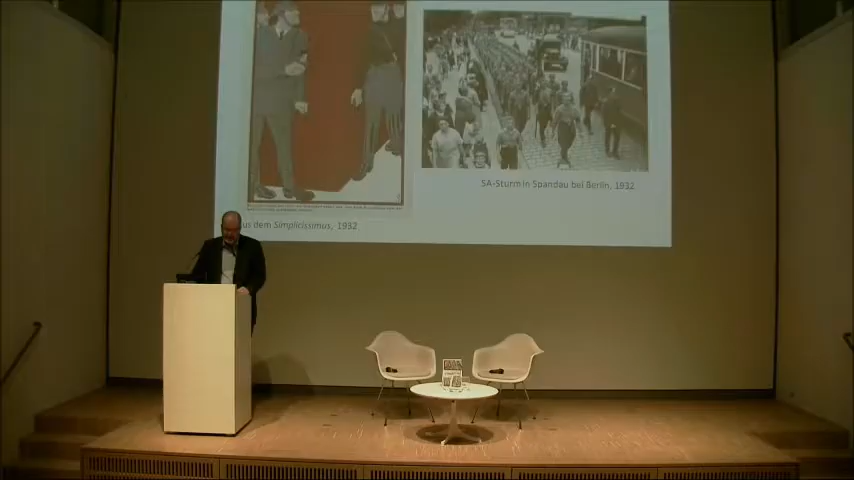 us dem Simplicissimus, 1932
SA-Sturm in Spandau bei Berlin, 1932